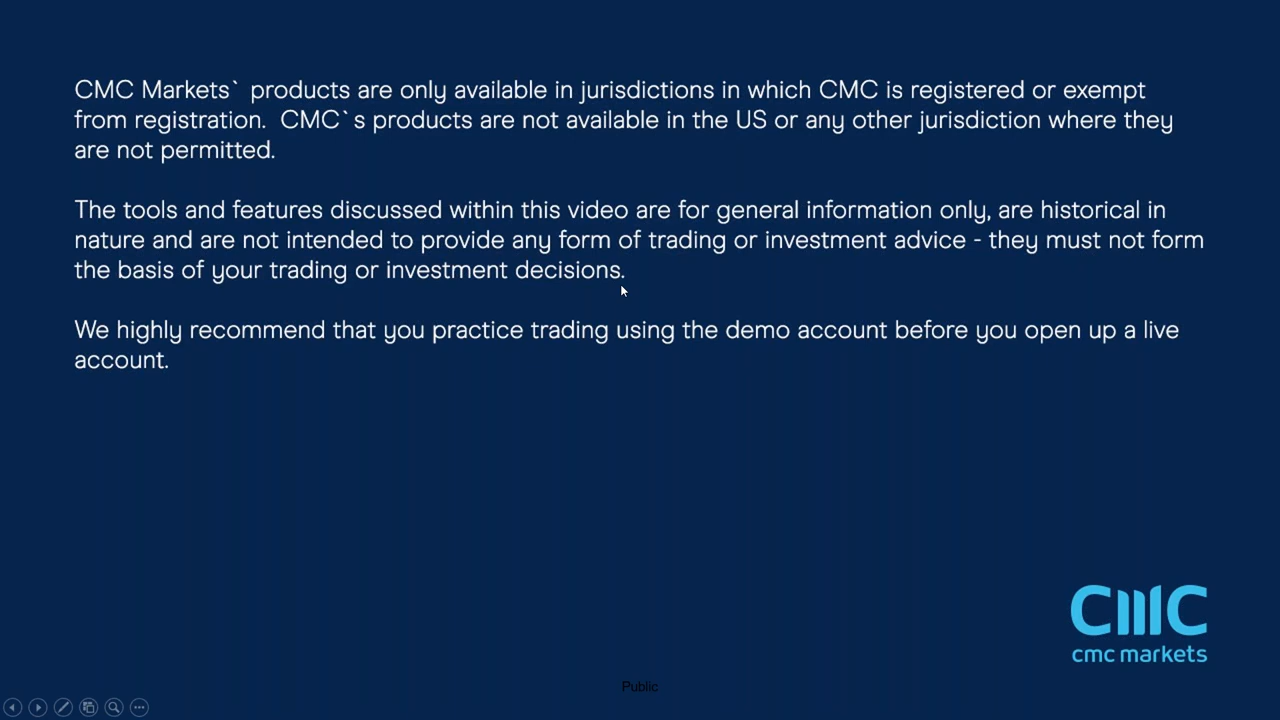 CMC Markets` products are only available in jurisdictions in which CMC is registered or exempt
from registration.  CMC`s products are not available in the US or any other jurisdiction where they
are not permitted.
The tools and features discussed within this video are for general information only, are historical in
nature and are not intended to provide any form of trading or investment advice - they must not form
the basis of your trading or investment decisions.
We highly recommend that you practice trading using the demo account before you open up a live
account.
CMC
cmc markets
Public